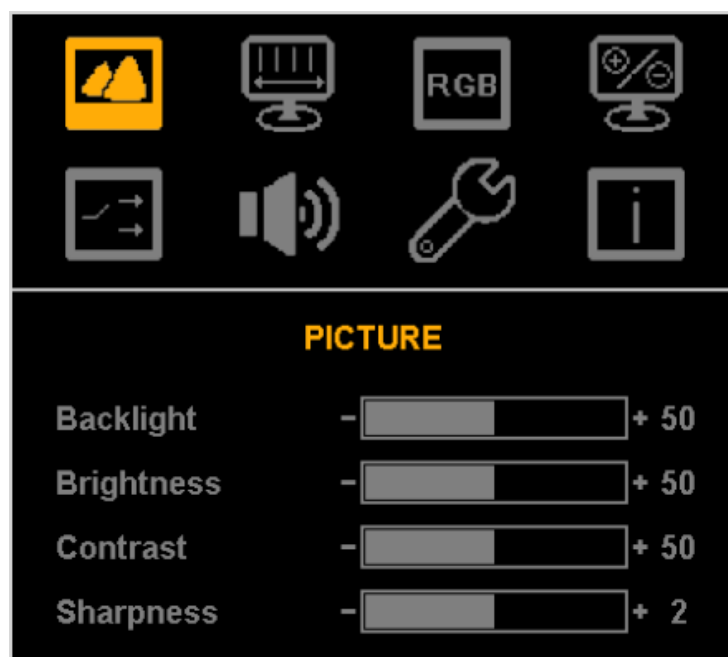 RGB
i
PICTURE
Backlight - + 50
Brightness - + 50
Contrast - + 50
Sharpness - + 2